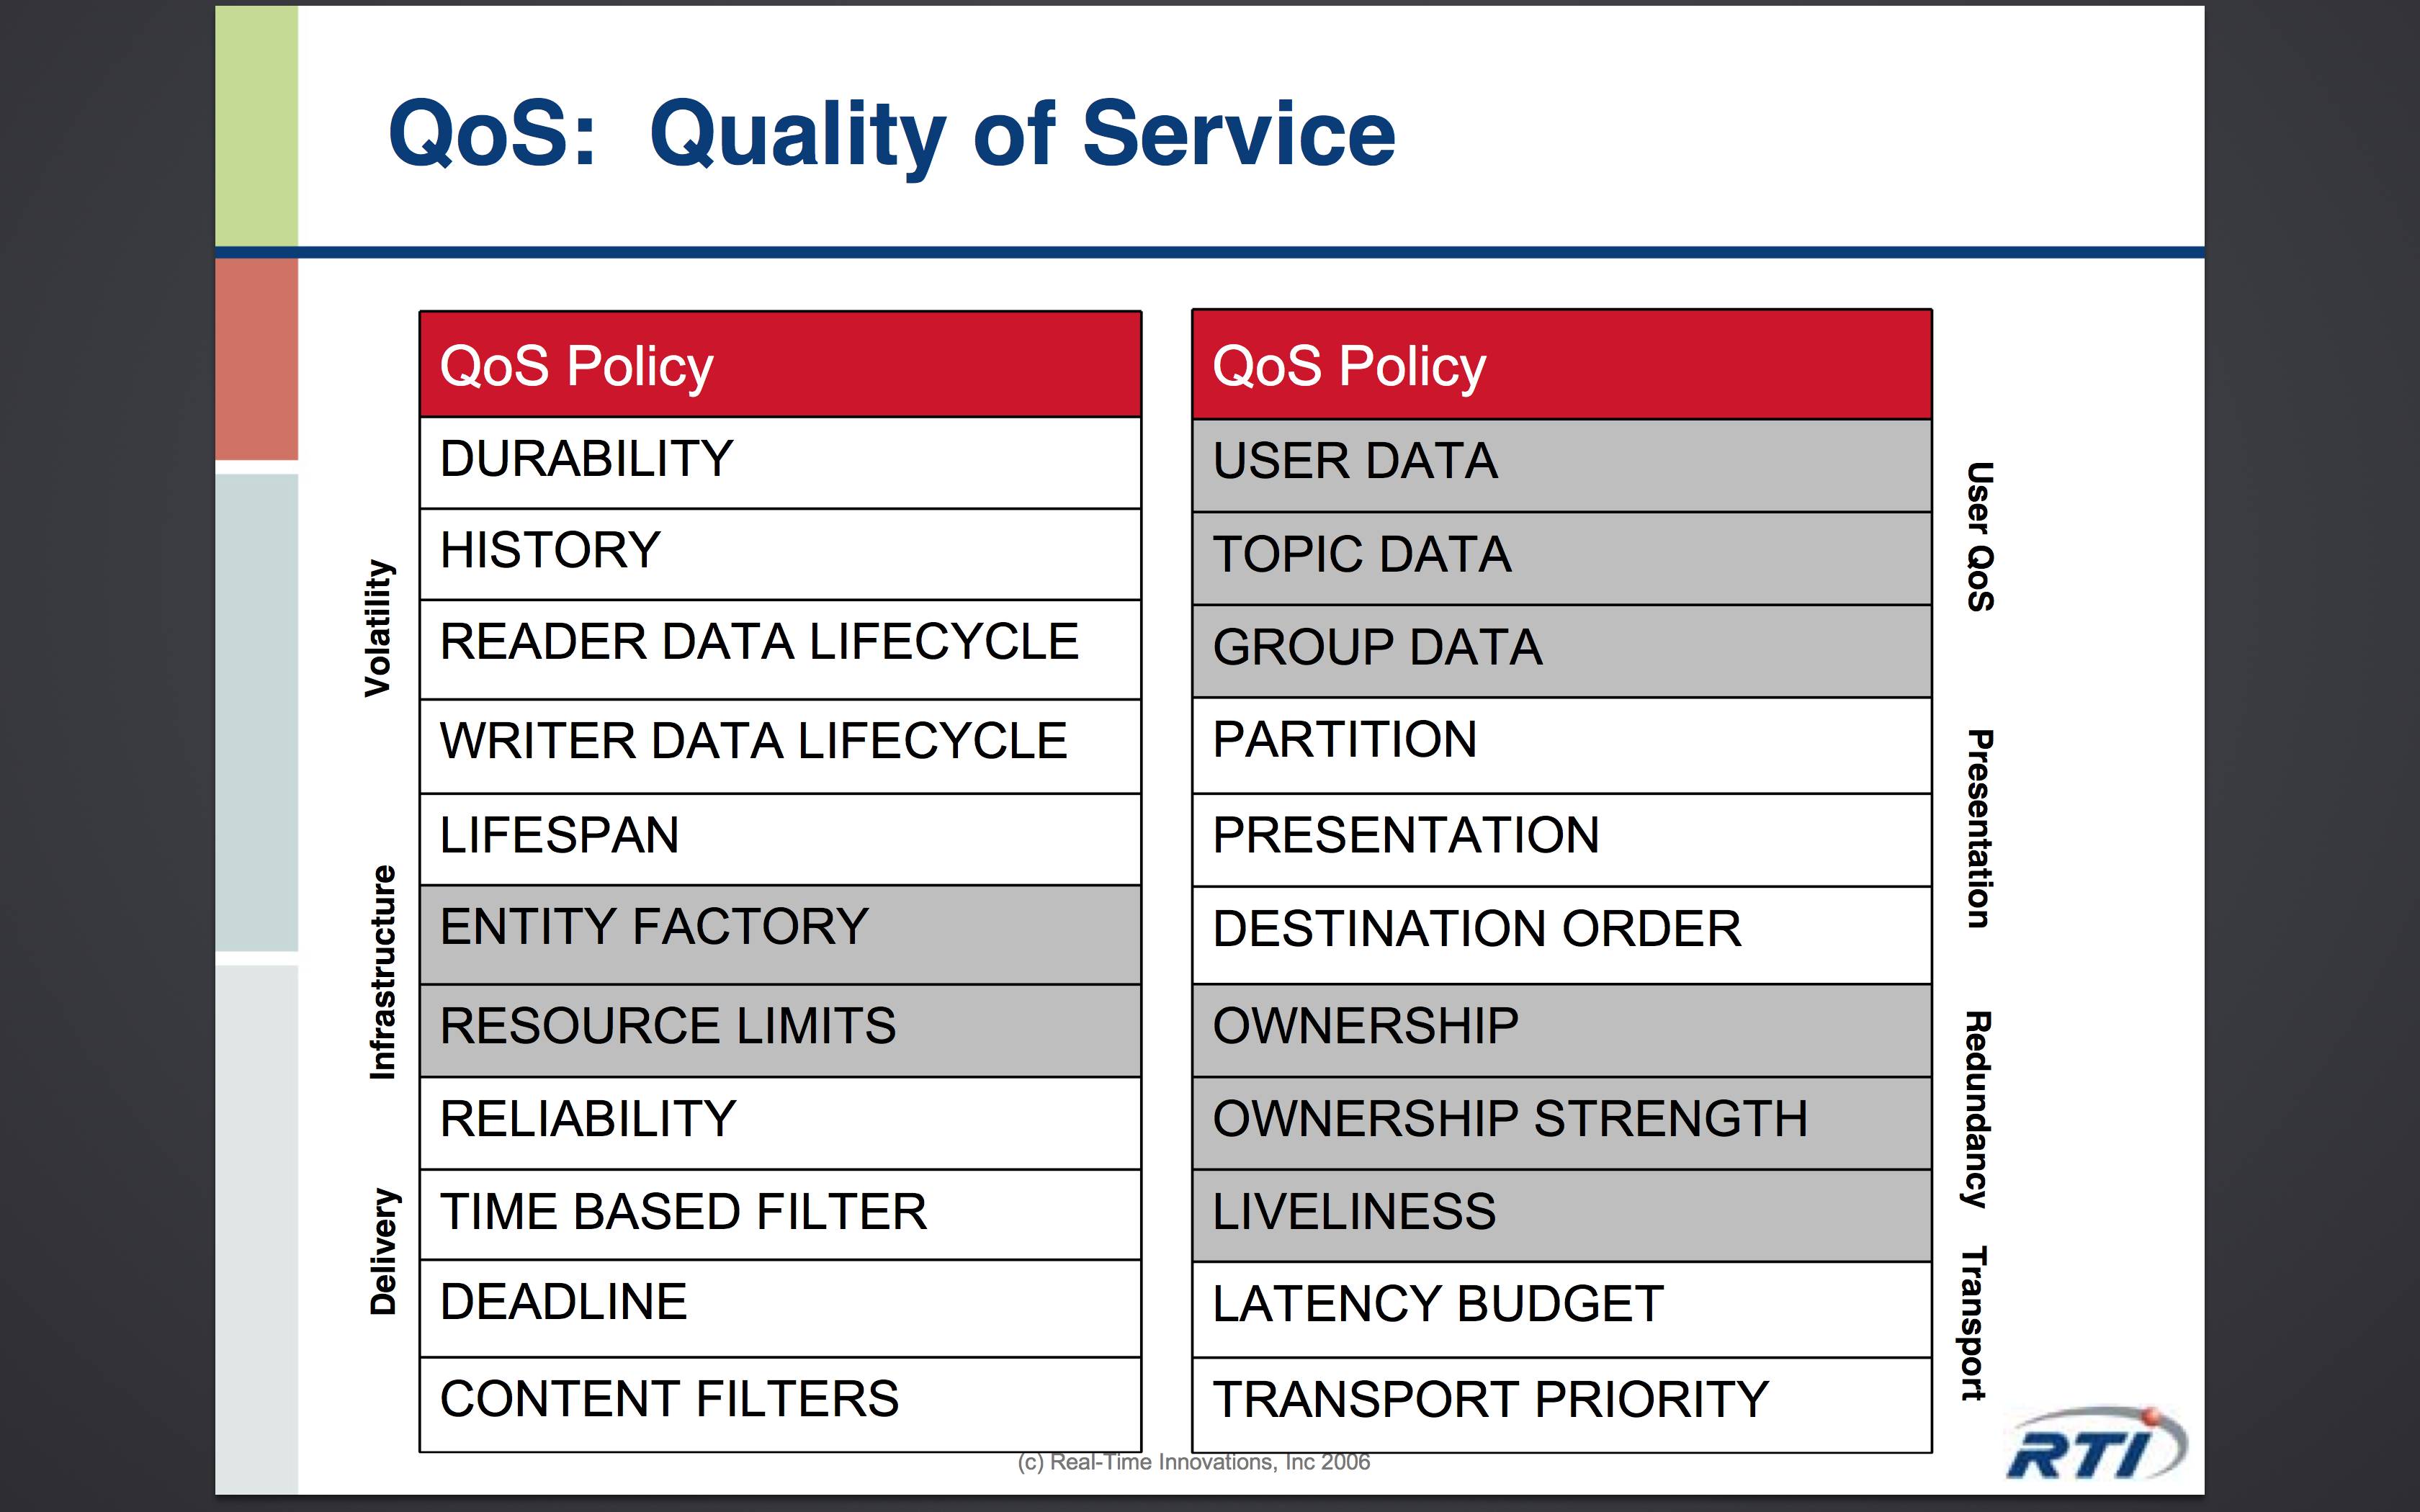 QoS:  Quality of Service
Volatility
Infrastructure
Delivery
QoS Policy
DURABILITY
HISTORY
READER DATA LIFECYCLE
WRITER DATA LIFECYCLE
LIFESPAN
ENTITY FACTORY
RESOURCE LIMITS
RELIABILITY
TIME BASED FILTER
DEADLINE
CONTENT FILTERS
QoS Policy
USER DATA
TOPIC DATA
GROUP DATA
PARTITION
PRESENTATION
DESTINATION ORDER
OWNERSHIP
OWNERSHIP STRENGTH
LIVELINESS
LATENCY BUDGET
TRANSPORT PRIORITY
User QoS
Presentation
Redundancy
Transport
(c) Real-Time Innovations, Inc 2006
RTI